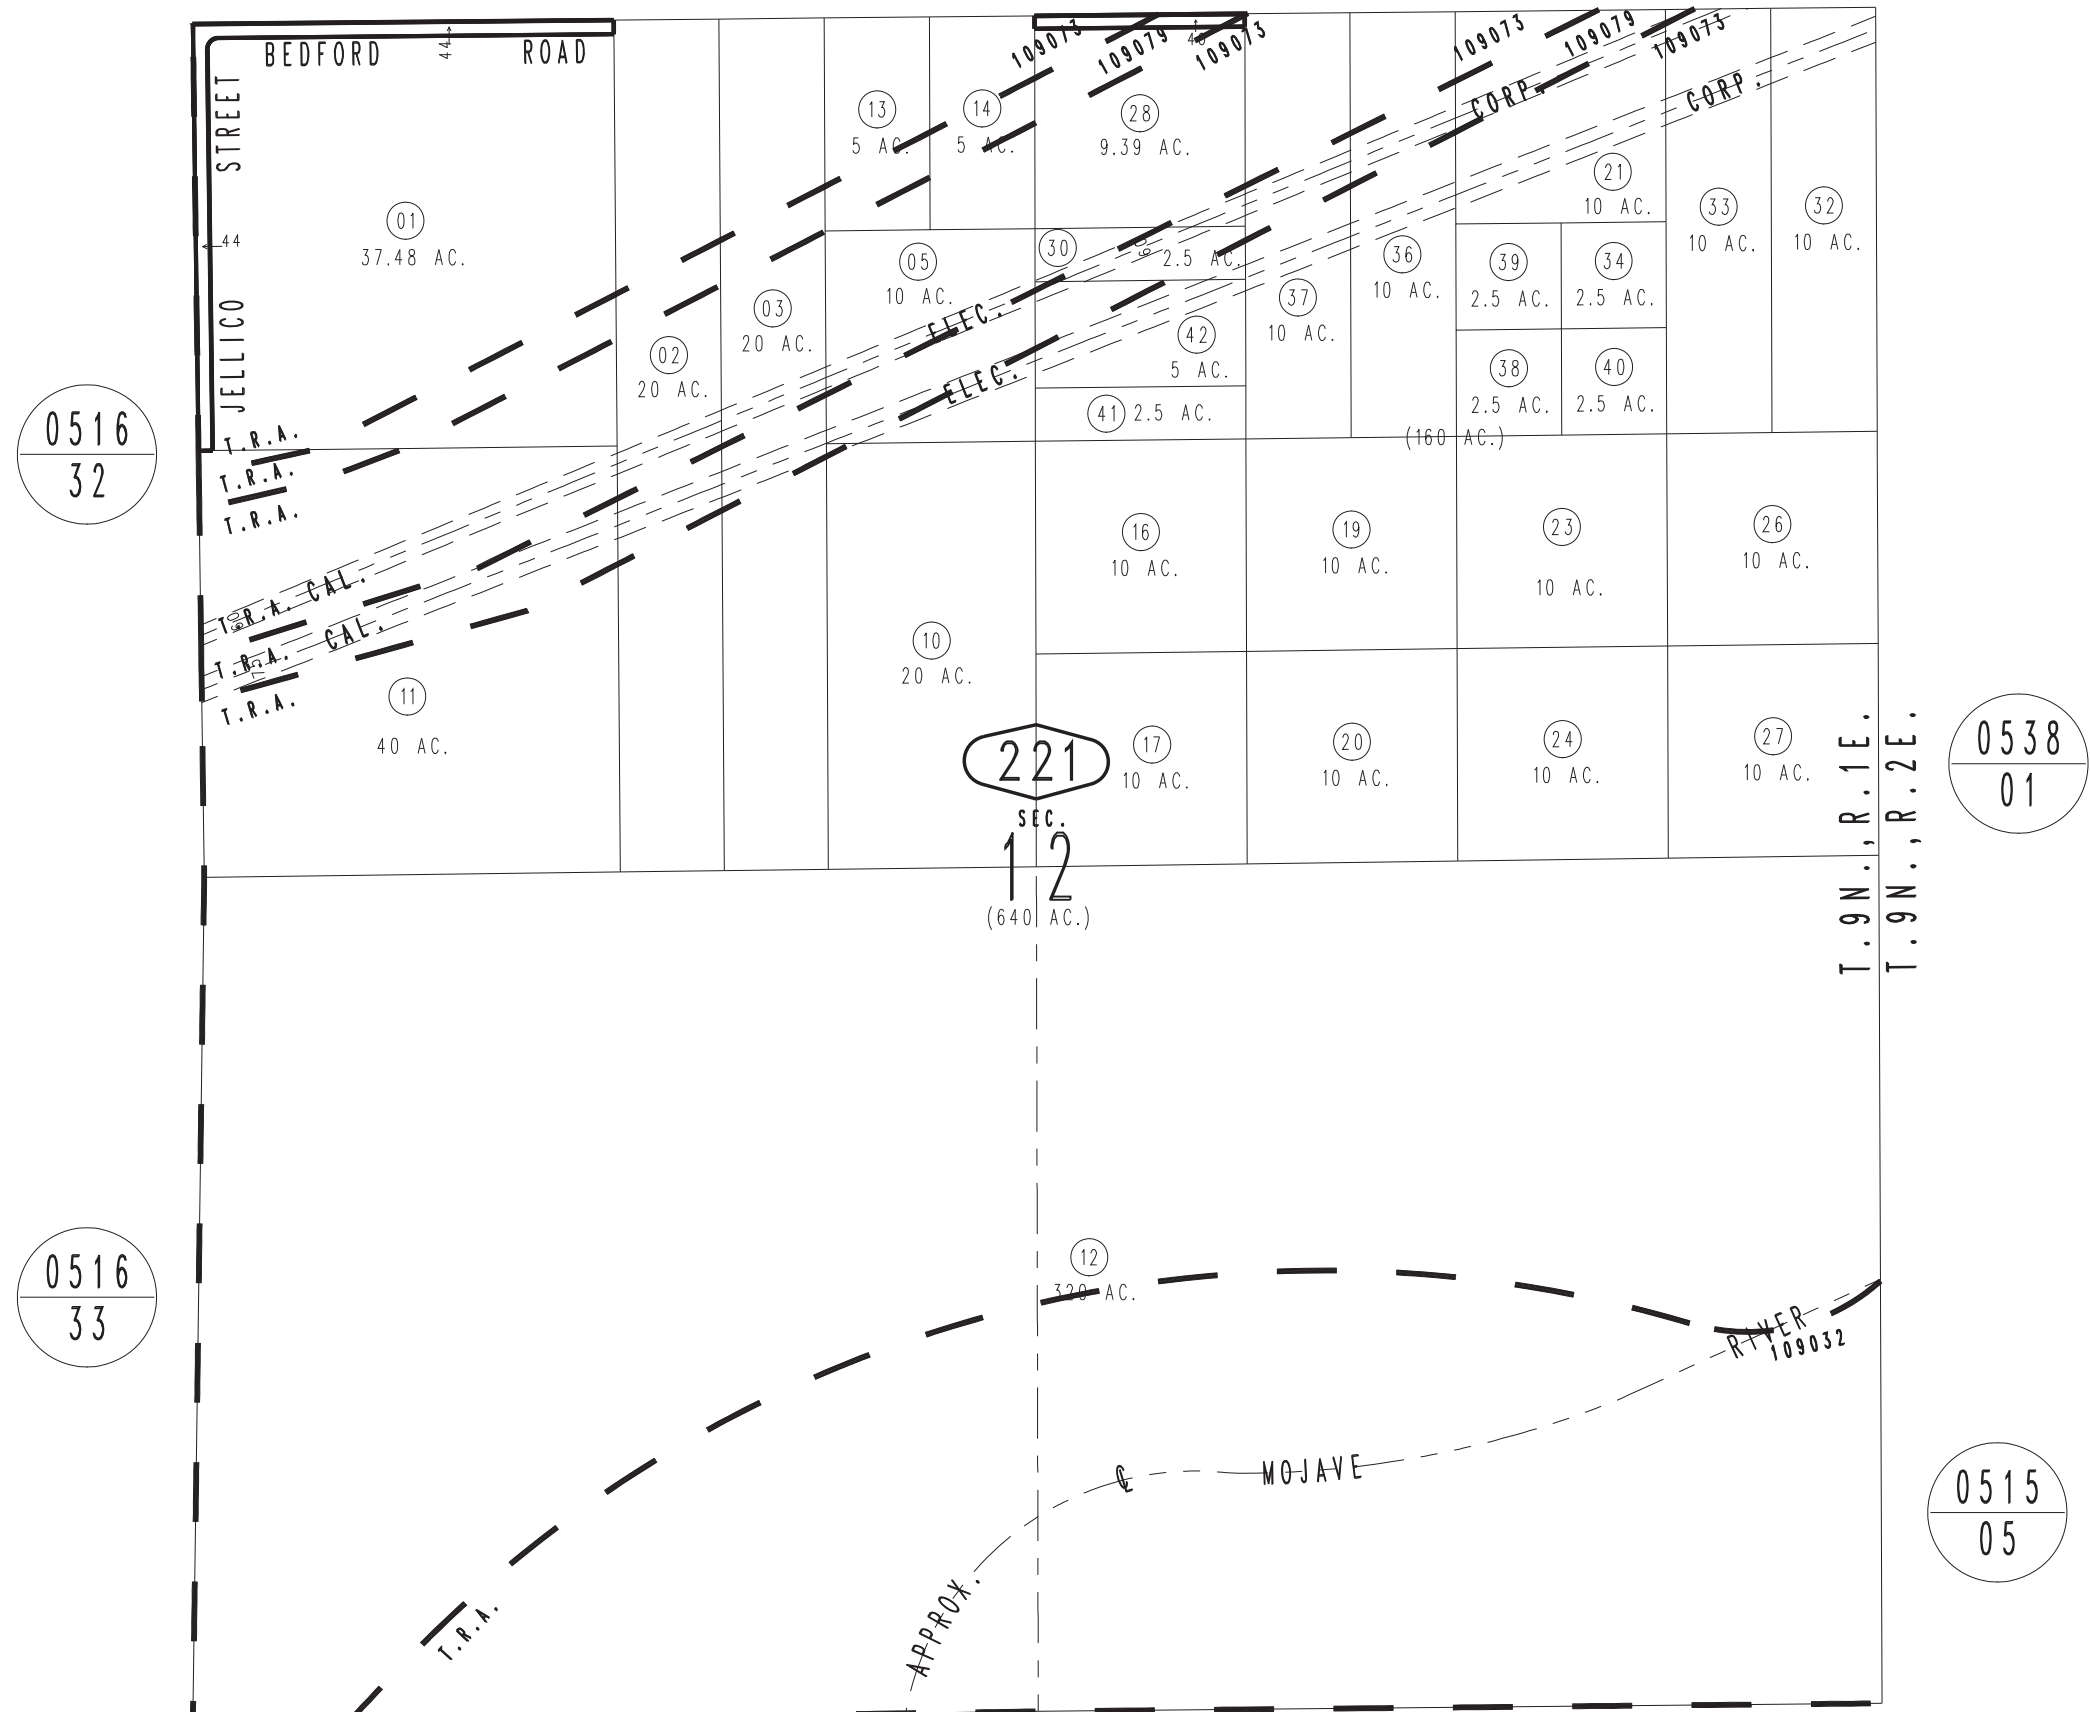 BEDFORD ROAD
44
STREET
JELLICO
44
01
37.48 AC.
02
20 AC.
03
20 AC.
13
5 AC.
14
5 AC.
05
10 AC.
28
9.39 AC.
109073
109079
109073
109073
109079
109073
CORP.
CORP.
30
2.5 AC.
42
5 AC.
41 2.5 AC.
37
10 AC.
36
10 AC.
21
10 AC.
39
2.5 AC.
34
2.5 AC.
38
2.5 AC.
40
2.5 AC.
33
10 AC.
32
10 AC.
(160 AC.)
ELEC.
ELEC.
0516
32
T.R.A.
T.R.A.
T.R.A.
T.R.A. CAL.
T.R.A. CAL.
T.R.A.
11
40 AC.
10
20 AC.
16
10 AC.
19
10 AC.
23
10 AC.
26
10 AC.
17
10 AC.
20
10 AC.
24
10 AC.
27
10 AC.
221
SEC.
12
(640 AC.)
T.9N.,R.1E.
T.9N.,R.2E.
0538
01
0516
33
12
320 AC.
RIVER
109032
MOJAVE
℄
APPROX.
T.R.A.
0515
05